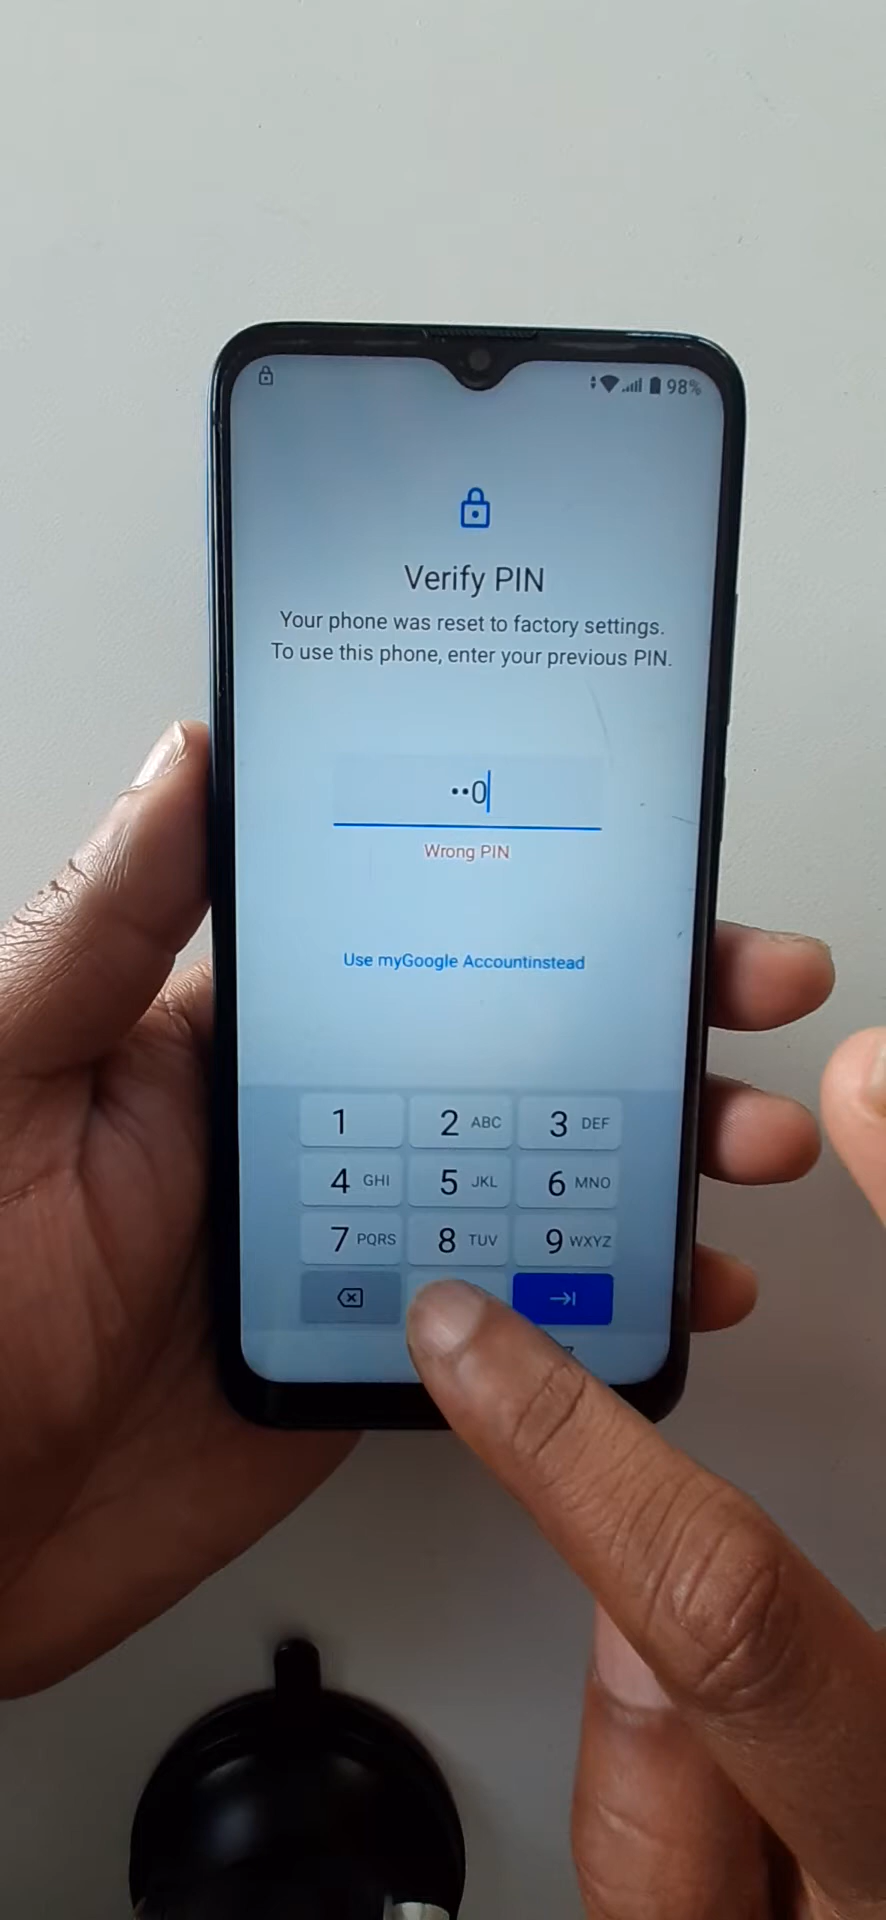 98%
Verify PIN
Your phone was reset to factory settings.
To use this phone, enter your previous PIN.
··0
Wrong PIN
Use myGoogle Accountinstead
1
2 ABC
3 DEF
4 GHI
5 JKL
6 MNO
7 PQRS
8 TUV
9 WXYZ